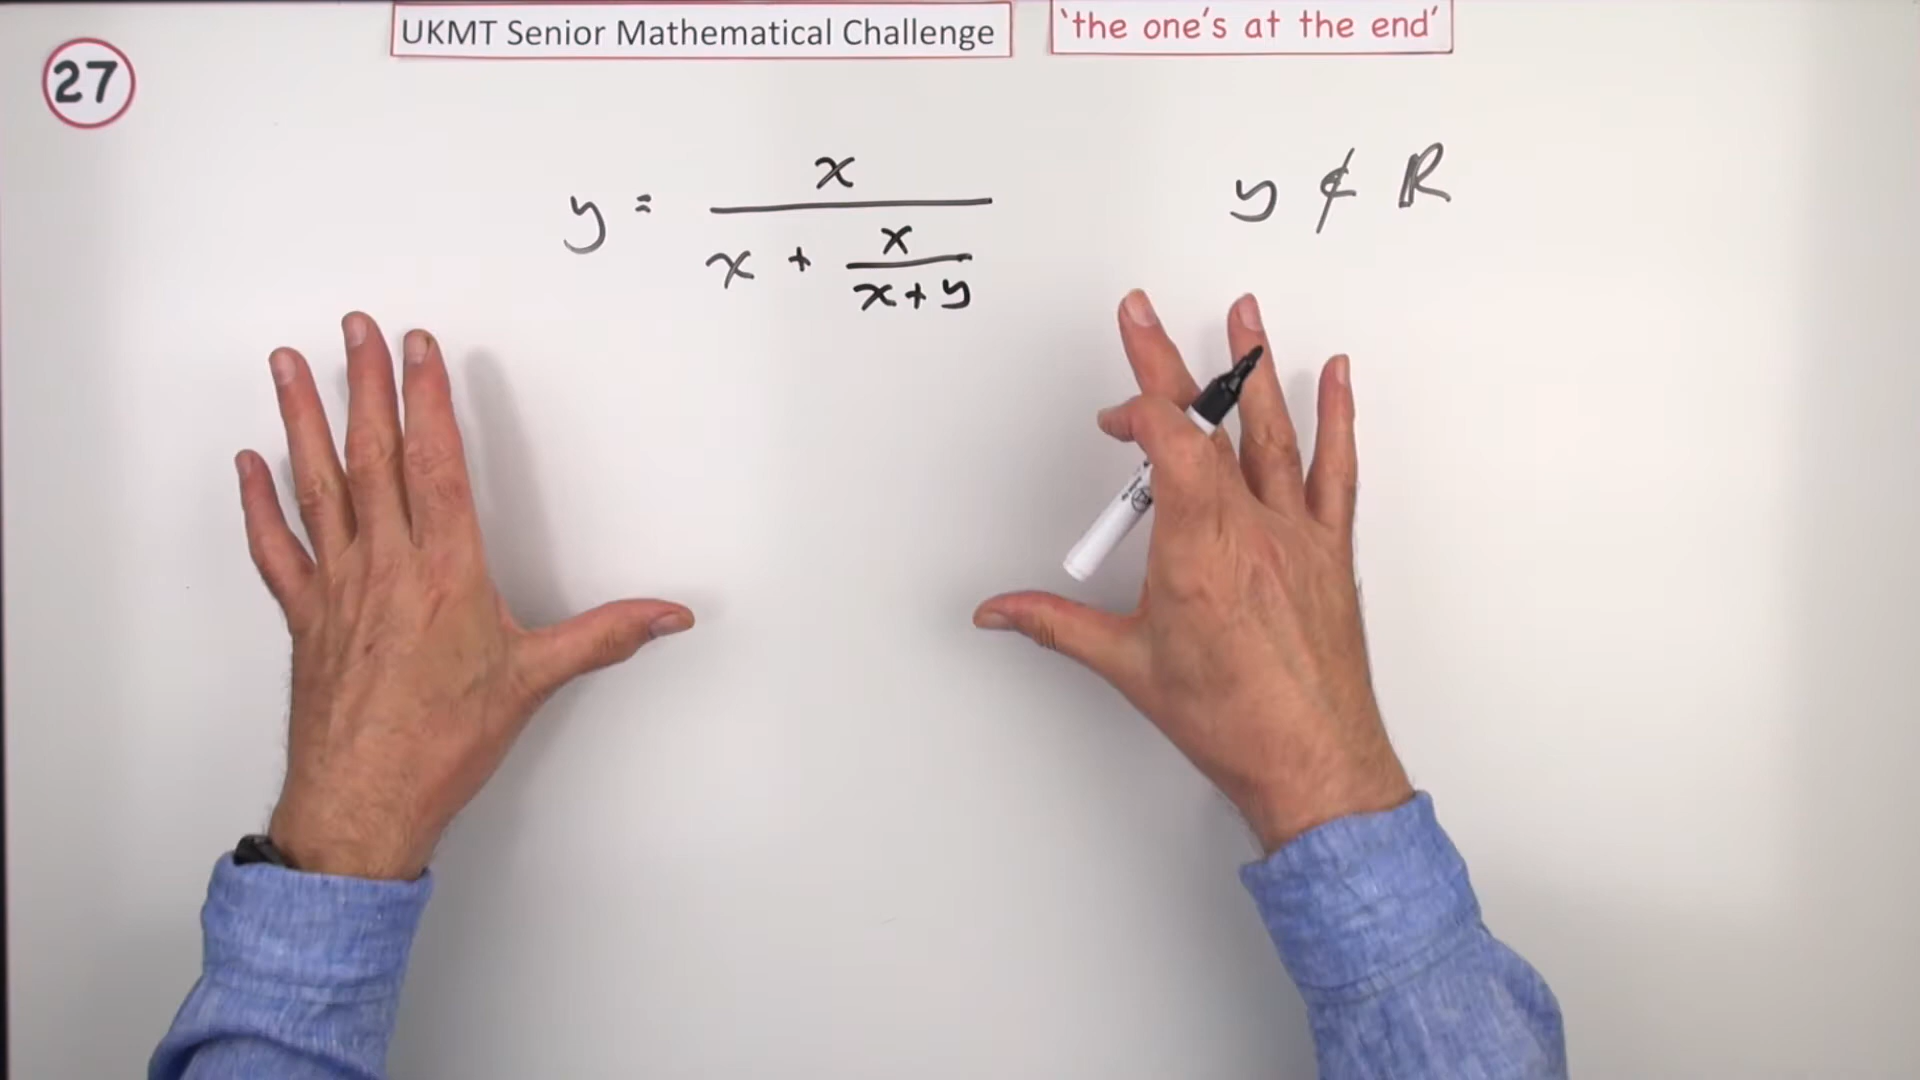 UKMT Senior Mathematical Challenge
'the one's at the end'
27
y = x / (x + x / (x + y))
y ∉ ℝ